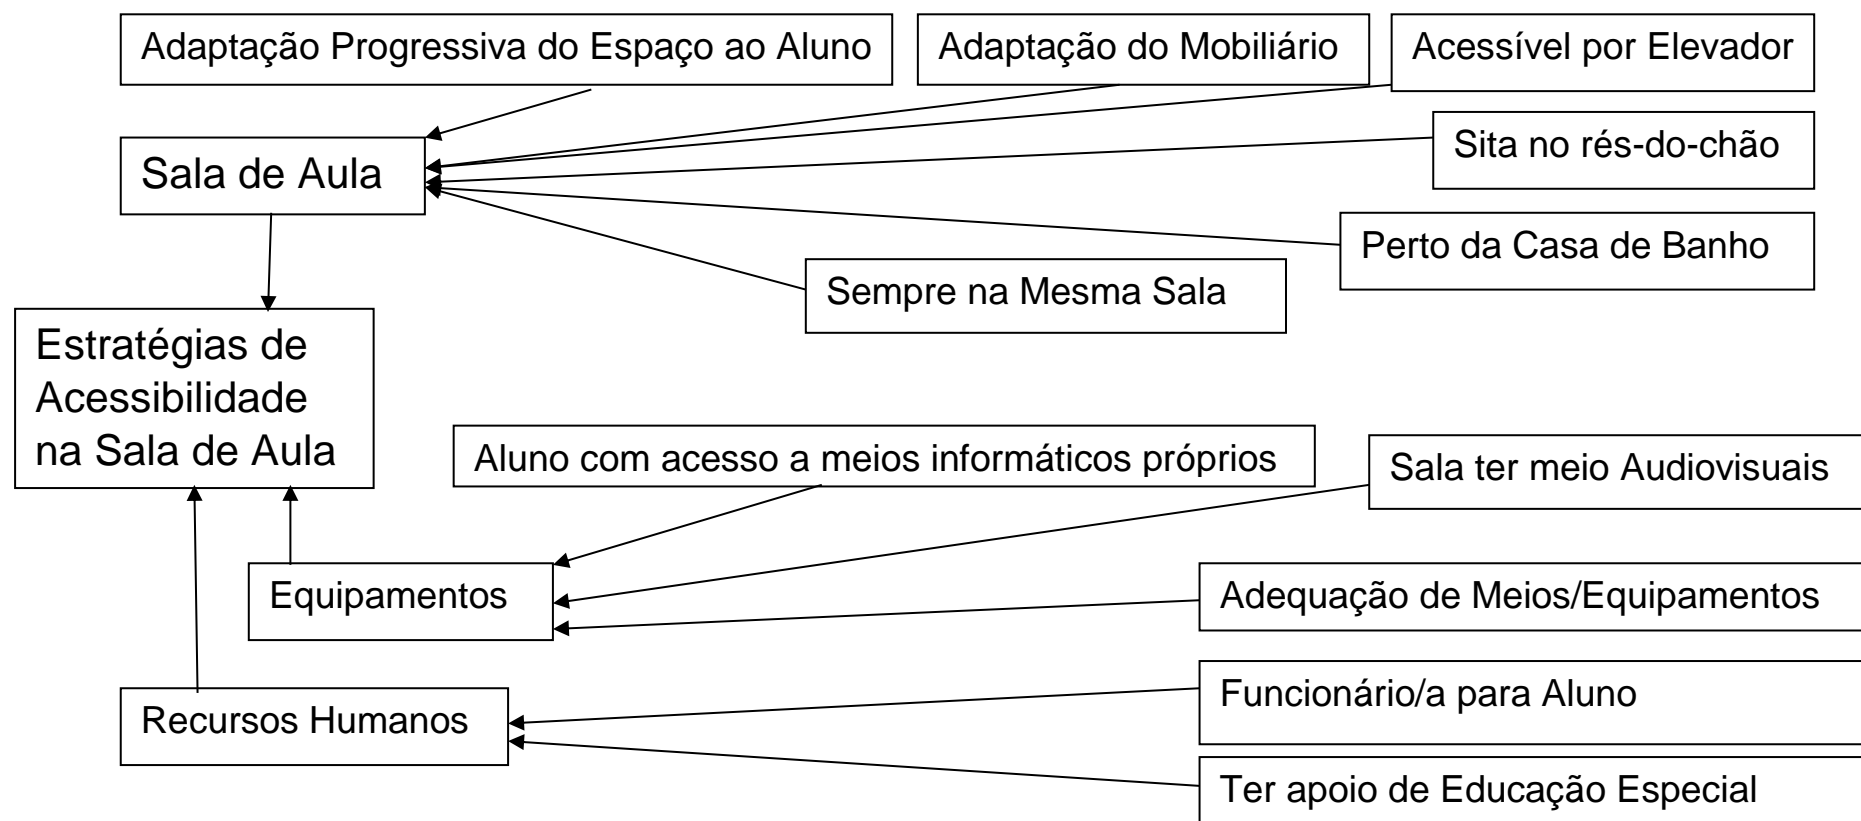 Adaptação Progressiva do Espaço ao Aluno
Adaptação do Mobiliário
Acessível por Elevador
Sita no rés-do-chão
Sala de Aula
Perto da Casa de Banho
Sempre na Mesma Sala
Estratégias de
Acessibilidade
na Sala de Aula
Aluno com acesso a meios informáticos próprios
Sala ter meio Audiovisuais
Equipamentos
Adequação de Meios/Equipamentos
Recursos Humanos
Funcionário/a para Aluno
Ter apoio de Educação Especial